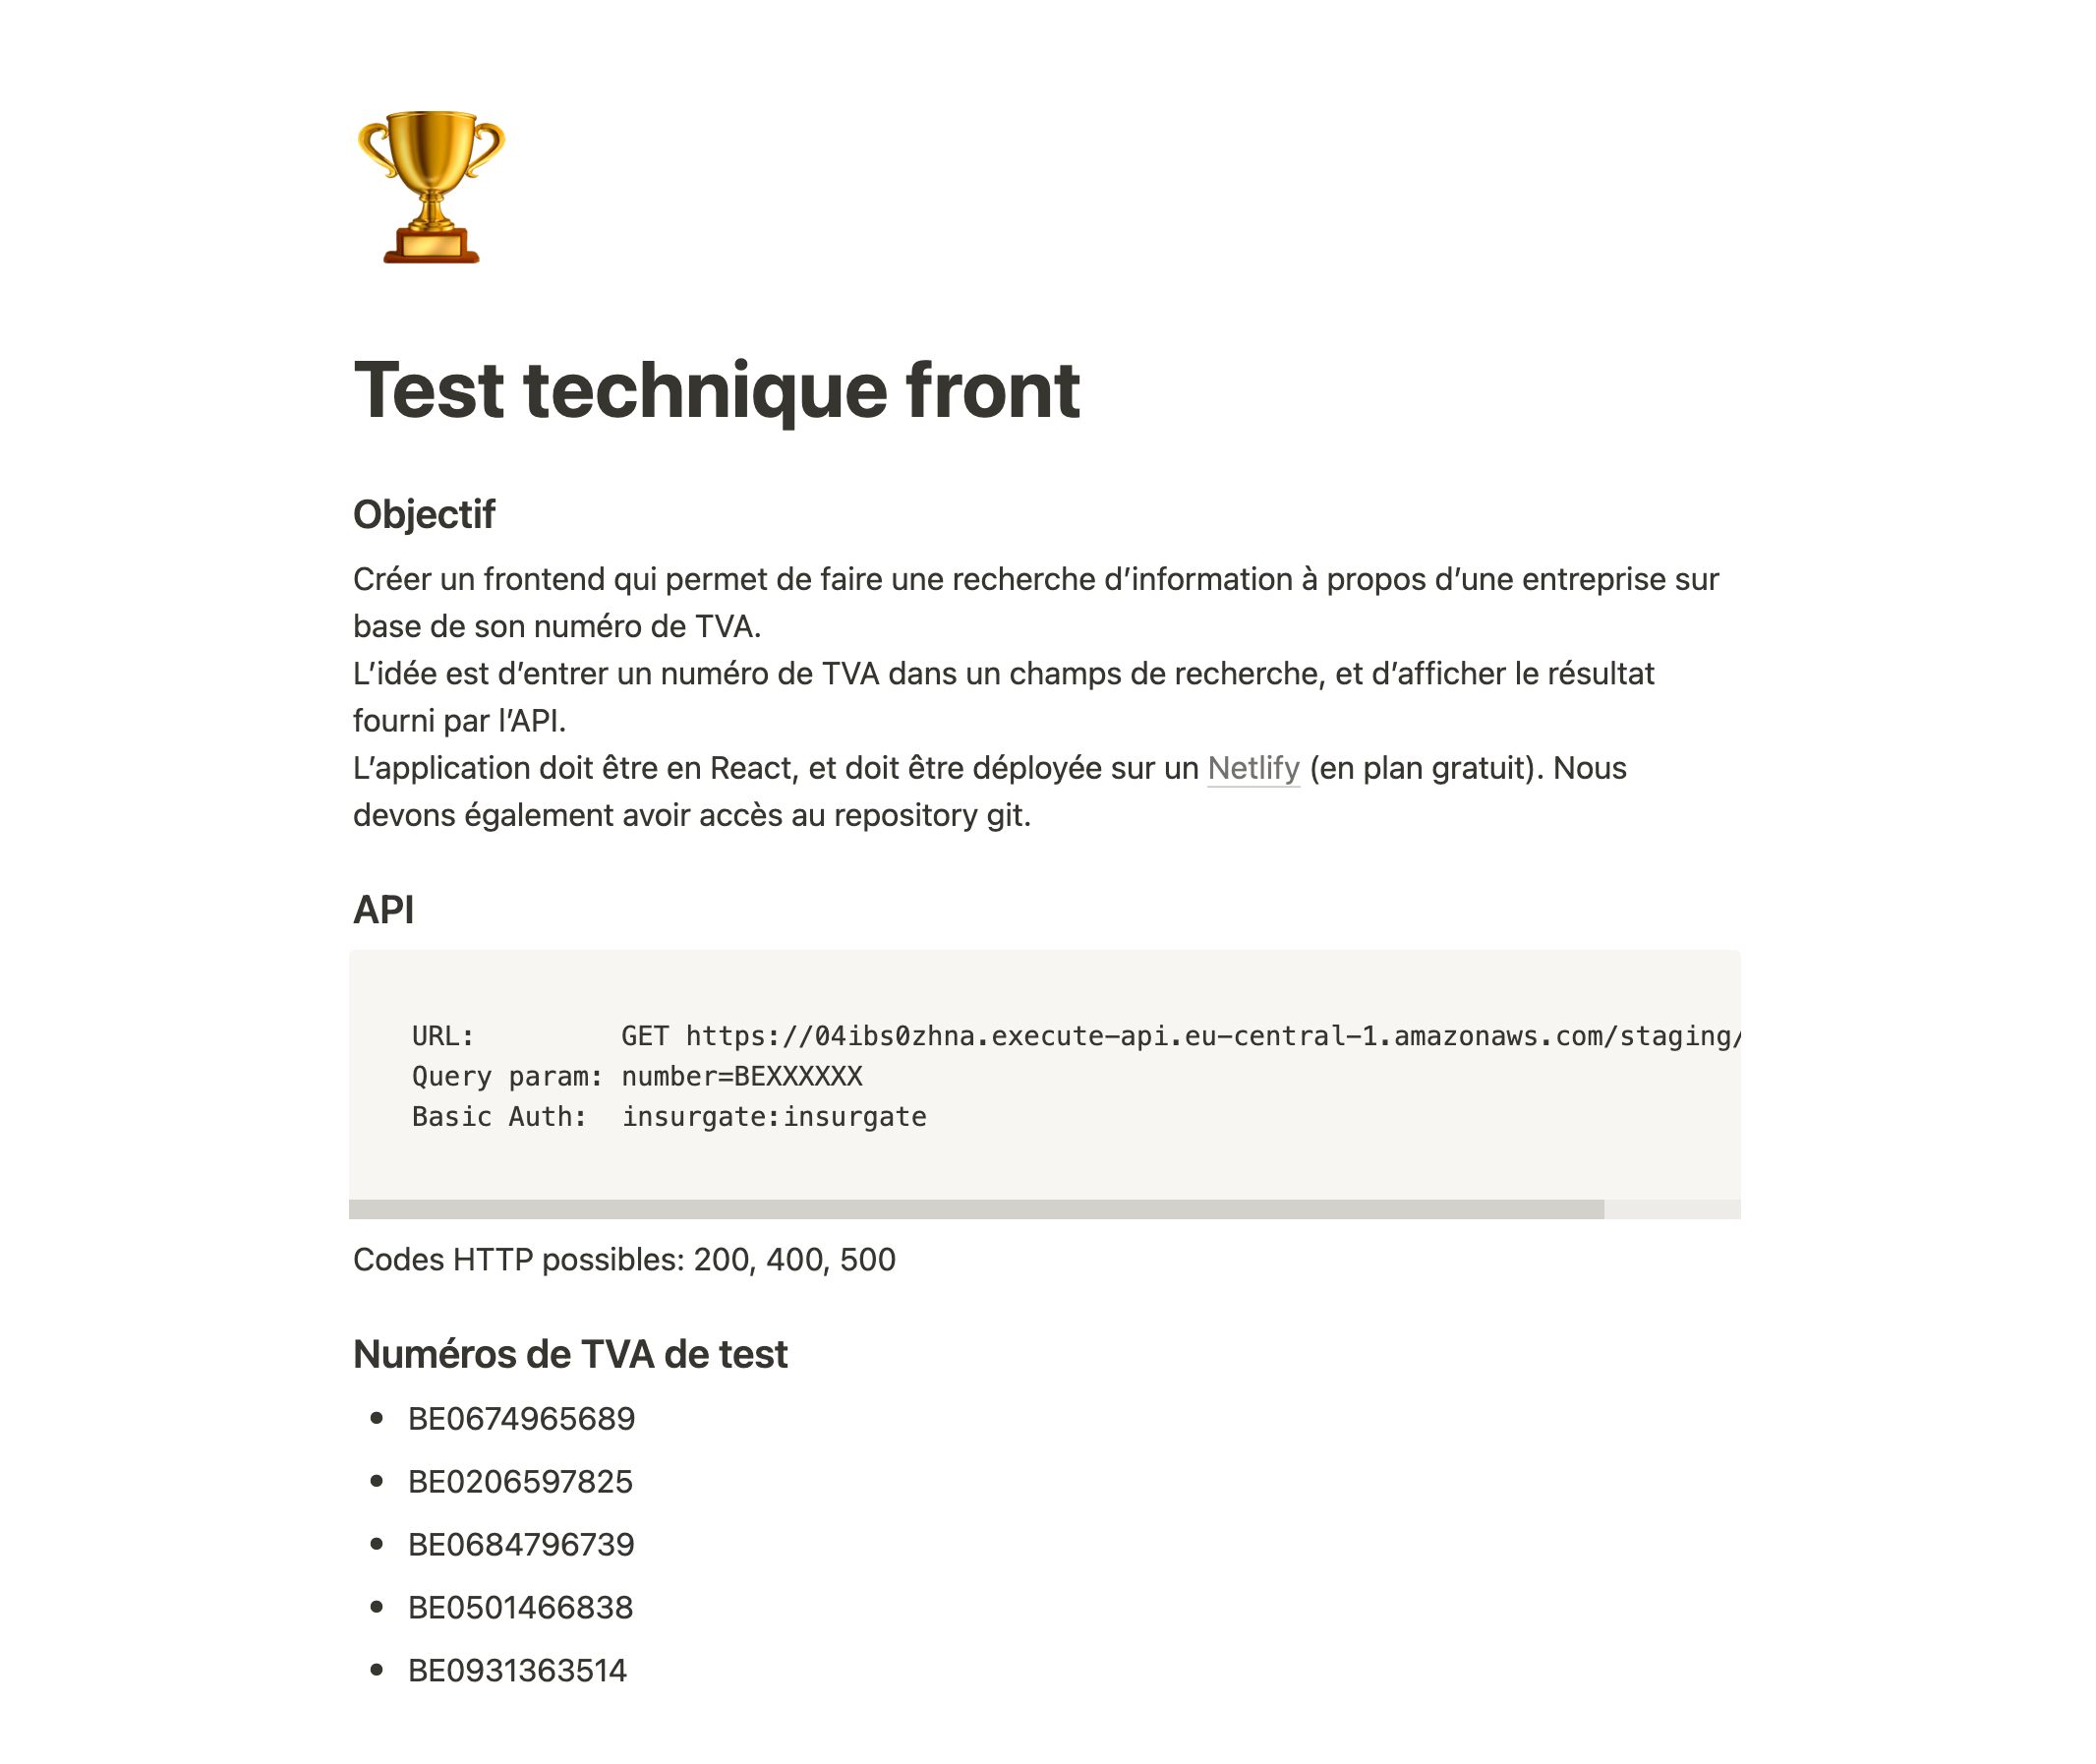 Test technique front
Objectif
Créer un frontend qui permet de faire une recherche d’information à propos d’une entreprise sur
base de son numéro de TVA.
L’idée est d’entrer un numéro de TVA dans un champs de recherche, et d’afficher le résultat
fourni par l’API.
L’application doit être en React, et doit être déployée sur un Netlify (en plan gratuit). Nous
devons également avoir accès au repository git.
API
URL: GET https://04ibs0zhna.execute-api.eu-central-1.amazonaws.com/staging/
Query param: number=BEXXXXXX
Basic Auth: insurgate:insurgate
Codes HTTP possibles: 200, 400, 500
Numéros de TVA de test
• BE0674965689
• BE0206597825
• BE0684796739
• BE0501466838
• BE0931363514